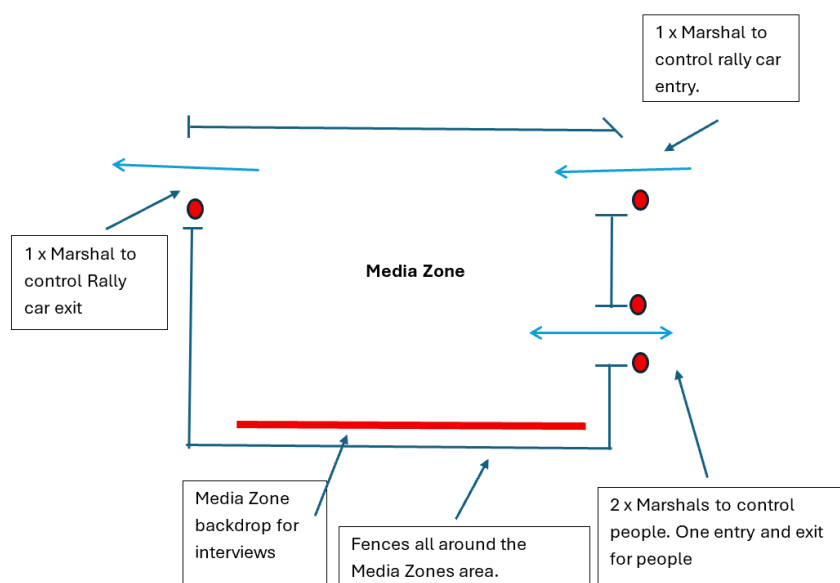 1 x Marshal to
control rally car
entry.
1 x Marshal to
control Rally
car exit
Media Zone
Media Zone
backdrop for
interviews
Fences all around the
Media Zones area.
2 x Marshals to control
people. One entry and exit
for people